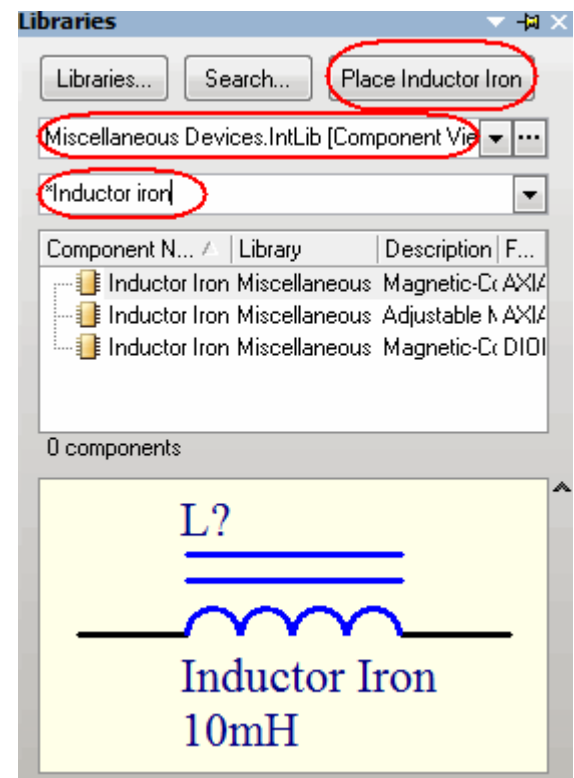 Libraries
Libraries... Search... Place Inductor Iron
Miscellaneous Devices.IntLib [Component Vie ...
*Inductor iron
Component N... Library Description F...
Inductor Iron Miscellaneous Magnetic-Co AXIA
Inductor Iron Miscellaneous Adjustable M AXIA
Inductor Iron Miscellaneous Magnetic-Co DIOI
0 components
L?
Inductor Iron
10mH